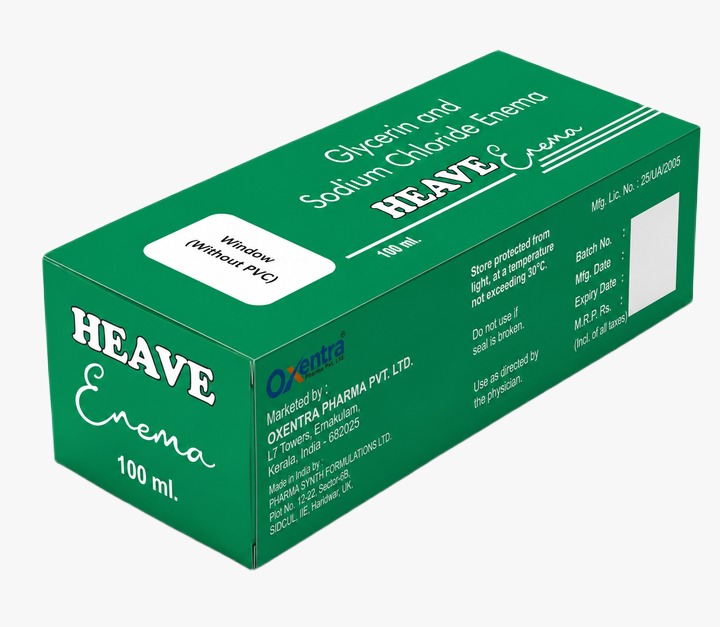 Glycerin and
Sodium Chloride Enema
HEAVE Enema
100 ml.
Window
(Without PVC)
HEAVE
Enema
100 ml.
Oxentra®
Pharma Pvt. Ltd.
Marketed by :
OXENTRA PHARMA PVT. LTD.
L7 Towers, Ernakulam,
Kerala, India - 682025
Made in India by :
PHARMA SYNTH FORMULATIONS LTD.
Plot No. 12-22, Sector-6B,
SIDCUL, IIE, Haridwar, UK.
Store protected from
light, at a temperature
not exceeding 30°C.
Do not use if
seal is broken.
Use as directed by
the physician.
Mfg. Lic. No. : 25/UA/2005
Batch No. :
Mfg. Date :
Expiry Date :
M.R.P. Rs. :
(Incl. of all taxes)